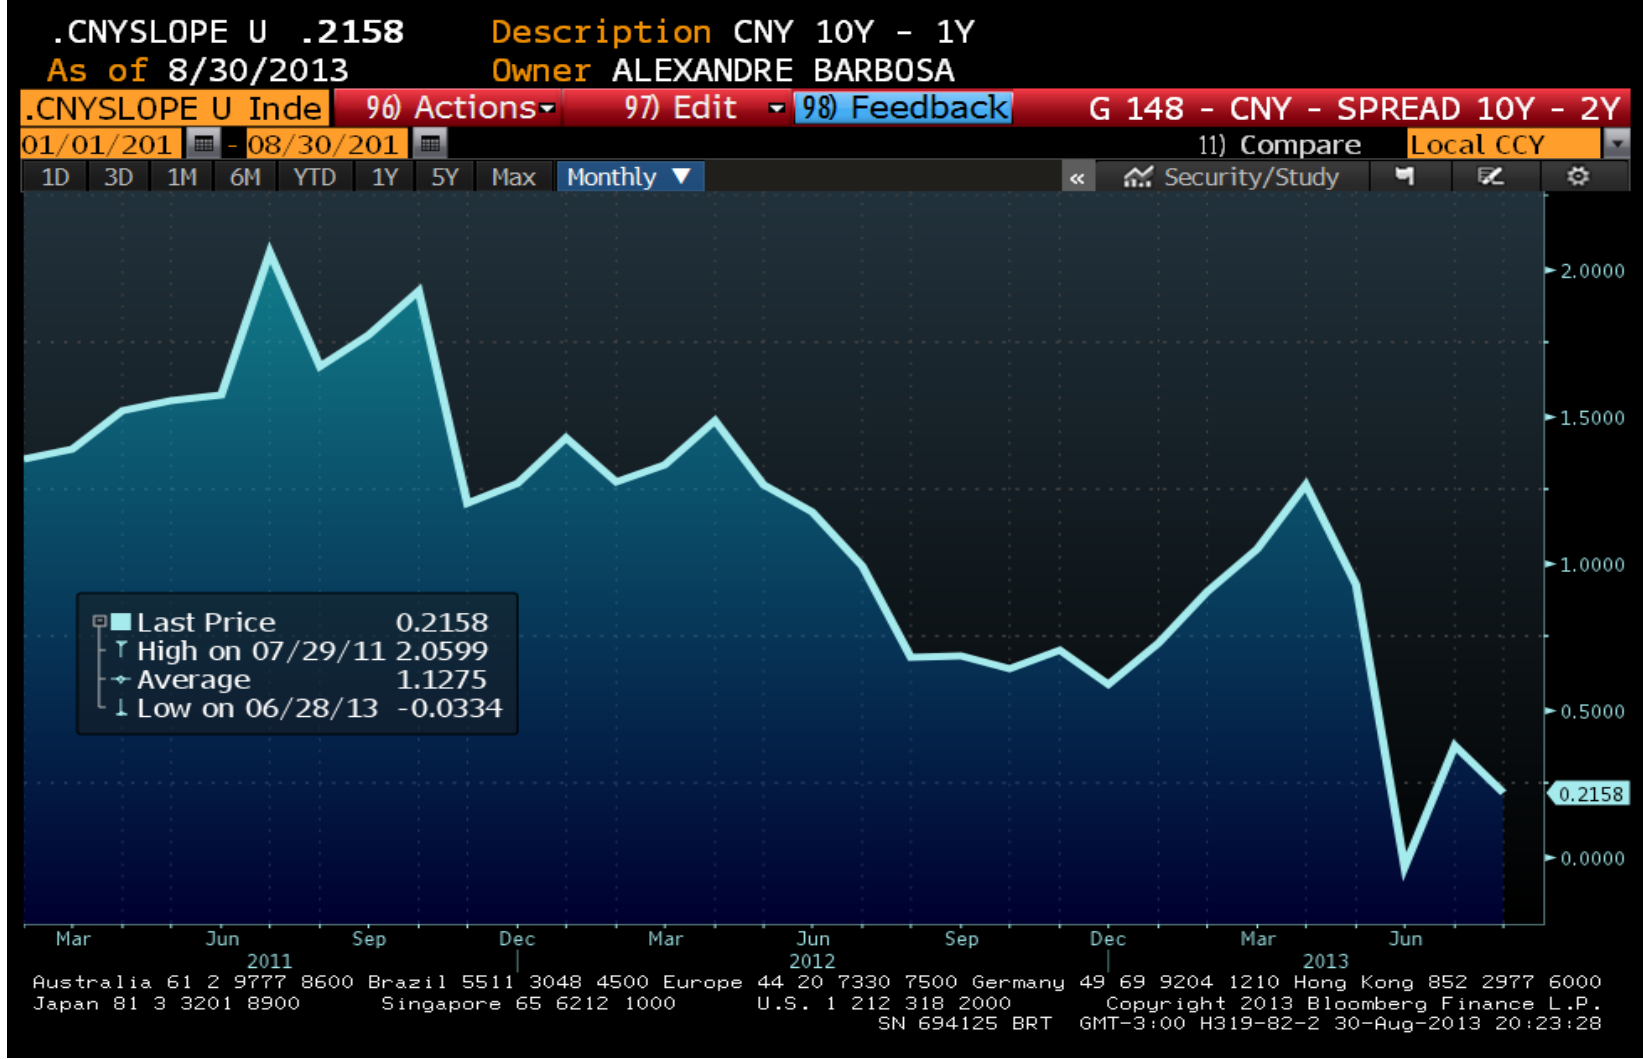 .CNYSLOPE U .2158 Description CNY 10Y - 1Y
As of 8/30/2013 Owner ALEXANDRE BARBOSA
.CNYSLOPE U Inde 96) Actions 97) Edit 98) Feedback G 148 - CNY - SPREAD 10Y - 2Y
01/01/201 - 08/30/201 11) Compare Local CCY
1D 3D 1M 6M YTD 1Y 5Y Max Monthly ▼ « Security/Study
2.0000
1.5000
1.0000
0.5000
0.2158
0.0000
Last Price 0.2158
High on 07/29/11 2.0599
Average 1.1275
Low on 06/28/13 -0.0334
Mar Jun Sep Dec Mar Jun Sep Dec Mar Jun
2011 2012 2013
Australia 61 2 9777 8600 Brazil 5511 3048 4500 Europe 44 20 7330 7500 Germany 49 69 9204 1210 Hong Kong 852 2977 6000
Japan 81 3 3201 8900 Singapore 65 6212 1000 U.S. 1 212 318 2000 Copyright 2013 Bloomberg Finance L.P.
SN 694125 BRT GMT-3:00 H319-82-2 30-Aug-2013 20:23:28